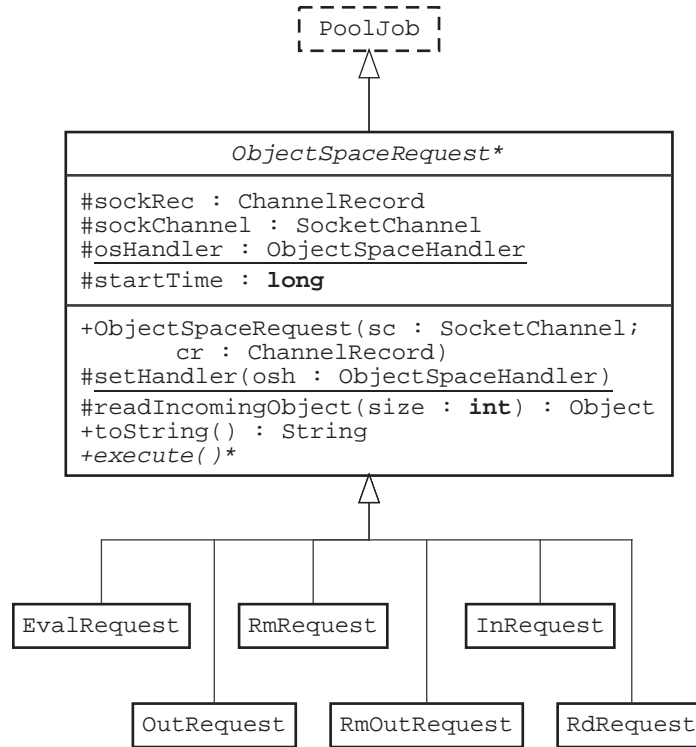 PoolJob
ObjectSpaceRequest*
#sockRec : ChannelRecord
#sockChannel : SocketChannel
#osHandler : ObjectSpaceHandler
#startTime : long
+ObjectSpaceRequest(sc : SocketChannel;
cr : ChannelRecord)
#setHandler(osh : ObjectSpaceHandler)
#readIncomingObject(size : int) : Object
+toString() : String
+execute()*
EvalRequest
RmRequest
InRequest
OutRequest
RmOutRequest
RdRequest